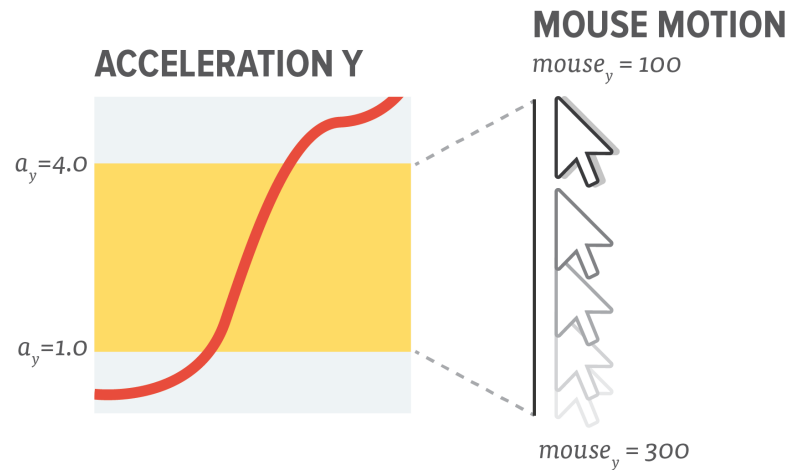 MOUSE MOTION
mouse_y = 100
ACCELERATION Y
a_y=4.0
a_y=1.0
mouse_y = 300